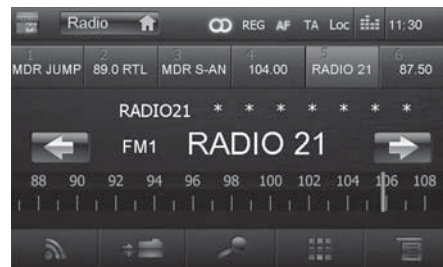 Radio REG AF TA Loc 11:30
1 2 3 4 5 6
MDR JUMP 89.0 RTL MDR S-AN 104.00 RADIO 21 87.50
RADIO21 * * * * * * *
FM1 RADIO 21
88 90 92 94 96 98 100 102 104 106 108